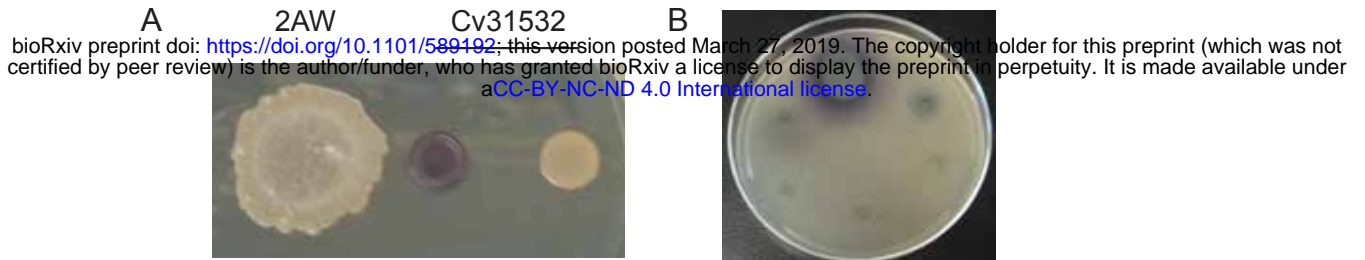 A 2AW Cv31532 B
bioRxiv preprint doi: https://doi.org/10.1101/589192; this version posted March 27, 2019. The copyright holder for this preprint (which was not
certified by peer review) is the author/funder, who has granted bioRxiv a license to display the preprint in perpetuity. It is made available under
aCC-BY-NC-ND 4.0 International license.